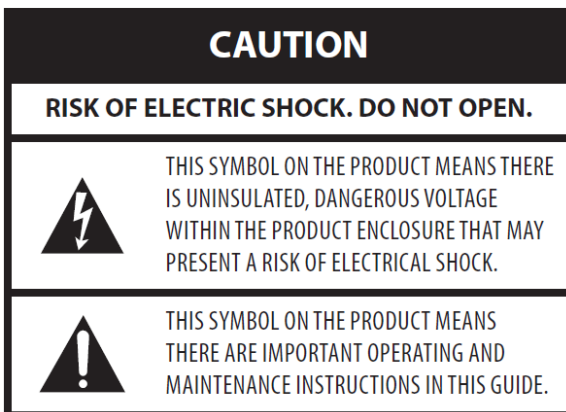 CAUTION
RISK OF ELECTRIC SHOCK. DO NOT OPEN.
THIS SYMBOL ON THE PRODUCT MEANS THERE
IS UNINSULATED, DANGEROUS VOLTAGE
WITHIN THE PRODUCT ENCLOSURE THAT MAY
PRESENT A RISK OF ELECTRICAL SHOCK.
THIS SYMBOL ON THE PRODUCT MEANS
THERE ARE IMPORTANT OPERATING AND
MAINTENANCE INSTRUCTIONS IN THIS GUIDE.